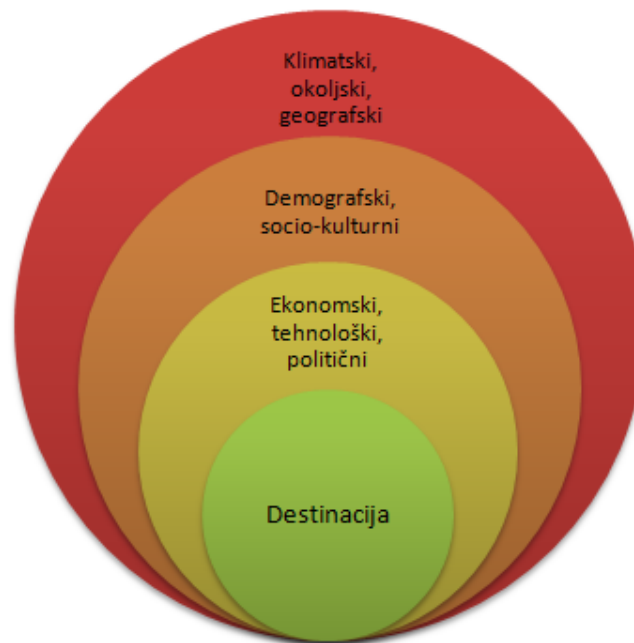 Klimatski,
okoljski,
geografski
Demografski,
socio-kulturni
Ekonomski,
tehnološki,
politični
Destinacija